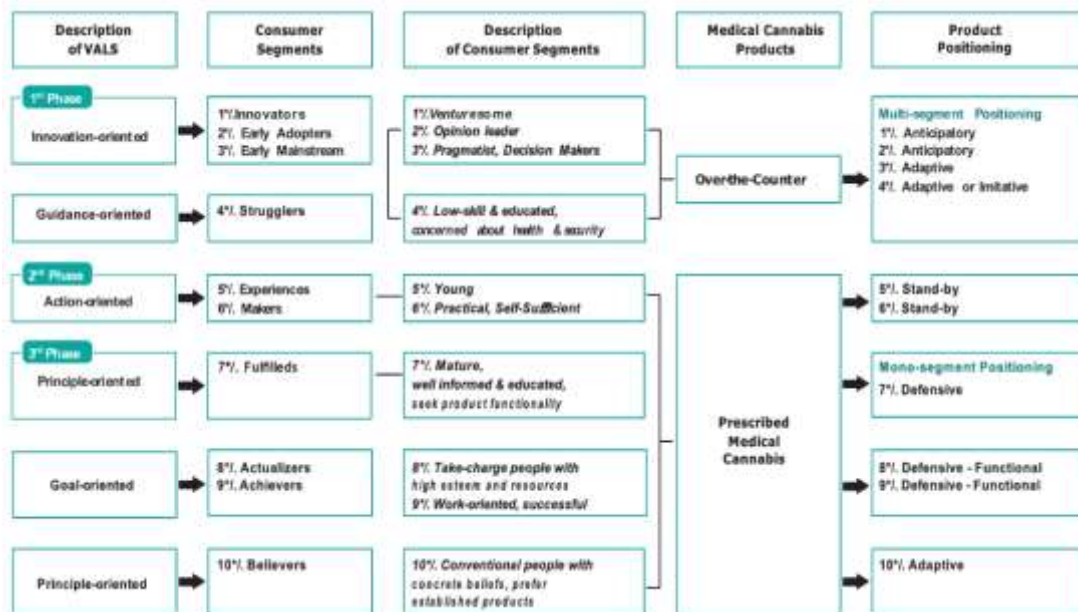 Description
of VALS
Consumer
Segments
Description
of Consumer Segments
Medical Cannabis
Products
Product
Positioning
1st Phase
Innovation-oriented
1°/.Innovators
2°/. Early Adopters
3°/. Early Mainstream
1°/.Venturesome
2°/. Opinion leader
3°/. Pragmatist, Decision Makers
Over-the-Counter
Multi-segment Positioning
1°/. Anticipatory
2°/. Anticipatory
3°/. Adaptive
4°/. Adaptive or Imitative
Guidance-oriented
4°/. Strugglers
4°/. Low-skill & educated,
concerned about health & security
2nd Phase
Action-oriented
5°/. Experiences
6°/. Makers
5°/. Young
6°/. Practical, Self-Sufficient
5°/. Stand-by
6°/. Stand-by
3rd Phase
Principle-oriented
7°/. Fulfilleds
7°/. Mature,
well informed & educated,
seek product functionality
Mono-segment Positioning
7°/. Defensive
Prescribed
Medical
Cannabis
Goal-oriented
8°/. Actualizers
9°/. Achievers
8°/. Take-charge people with
high esteem and resources
9°/. Work-oriented, successful
8°/. Defensive - Functional
9°/. Defensive - Functional
Principle-oriented
10°/. Believers
10°/. Conventional people with
concrete beliefs, prefer
established products
10°/. Adaptive